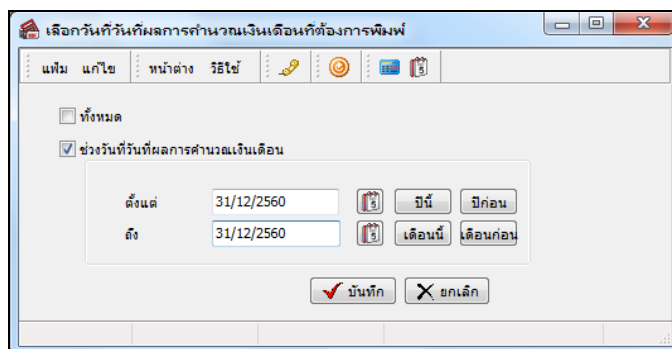 เลือกวันที่วันที่ผลการคำนวณเงินเดือนที่ต้องการพิมพ์
แฟ้ม แก้ไข หน้าต่าง วิธีใช้
ทั้งหมด
ช่วงวันที่วันที่ผลการคำนวณเงินเดือน
ตั้งแต่ 31/12/2560 5 ปีนี้ ปีก่อน
ถึง 31/12/2560 5 เดือนนี้ เดือนก่อน
บันทึก ยกเลิก